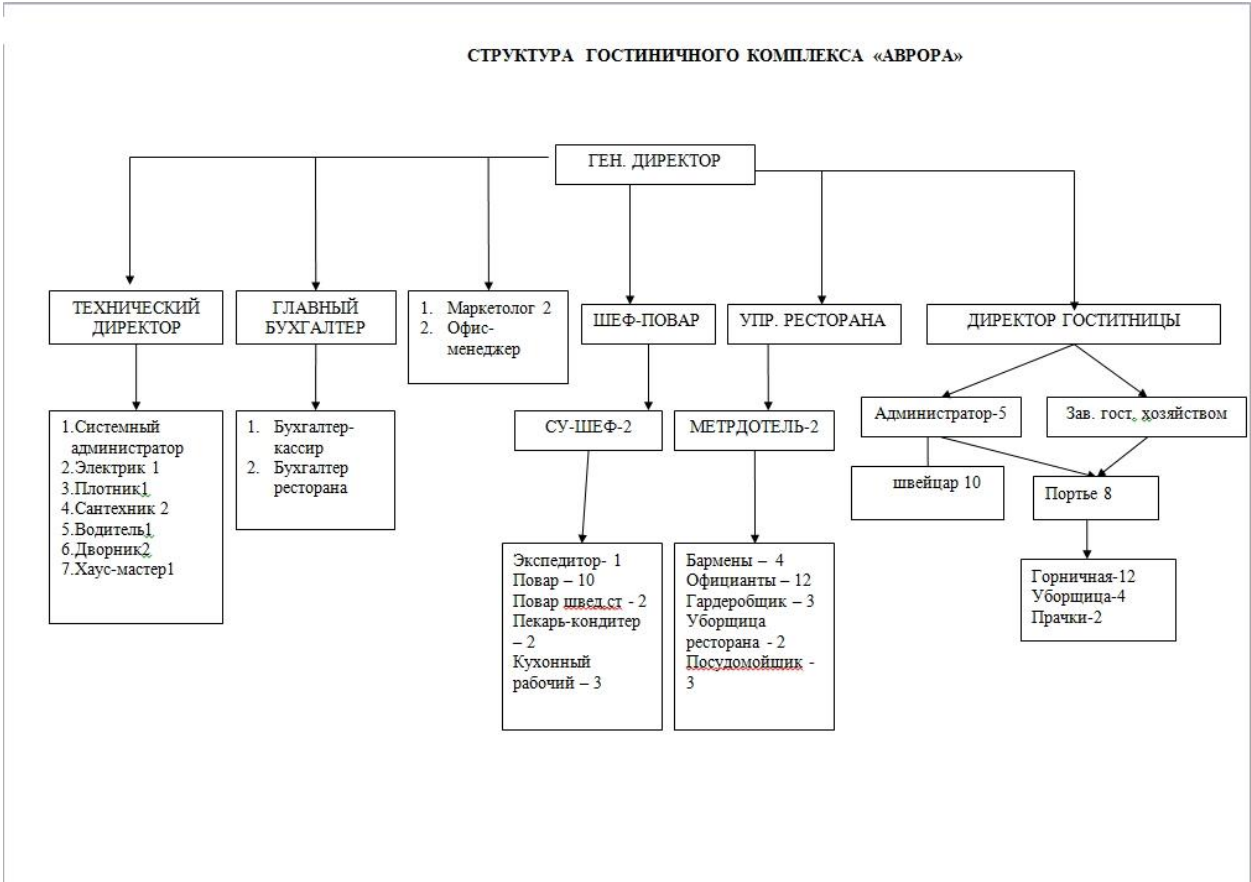 СТРУКТУРА ГОСТИНИЧНОГО КОМПЛЕКСА «АВРОРА»
ГЕН. ДИРЕКТОР
ТЕХНИЧЕСКИЙ
ДИРЕКТОР
ГЛАВНЫЙ
БУХГАЛТЕР
1. Маркетолог 2
2. Офис-
менеджер
ШЕФ-ПОВАР
УПР. РЕСТОРАНА
ДИРЕКТОР ГОСТИТНИЦЫ
1.Системный
администратор
2.Электрик 1
3.Плотник1
4.Сантехник 2
5.Водитель1
6.Дворник2
7.Хаус-мастер1
1. Бухгалтер-
кассир
2. Бухгалтер
ресторана
СУ-ШЕФ-2
МЕТРДОТЕЛЬ-2
Администратор-5
Зав. гост. хозяйством
швейцар 10
Портье 8
Экспедитор- 1
Повар – 10
Повар швед.ст - 2
Пекарь-кондитер
– 2
Кухонный
рабочий – 3
Бармены – 4
Официанты – 12
Гардеробщик – 3
Уборщица
ресторана - 2
Посудомойщик -
3
Горничная-12
Уборщица-4
Прачки-2